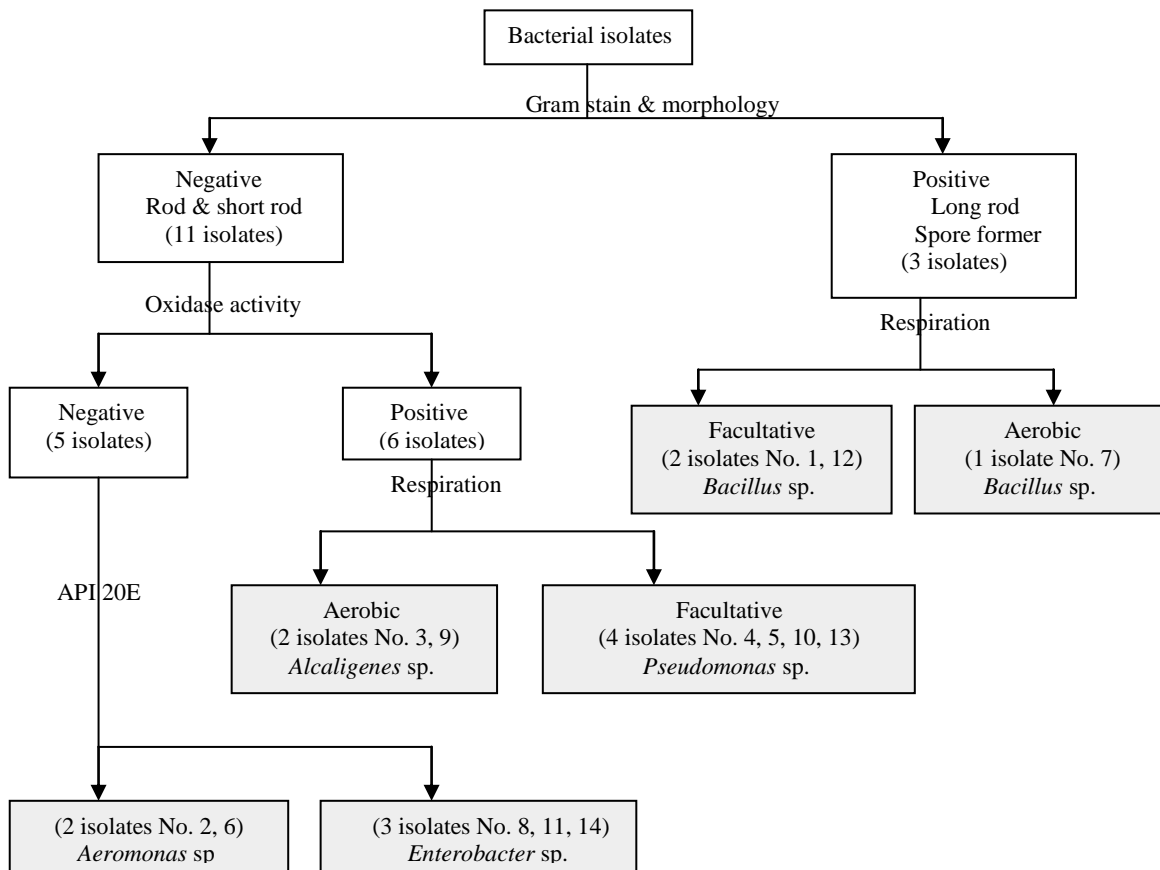 Bacterial isolates
Gram stain & morphology
Negative
Rod & short rod
(11 isolates)
Positive
Long rod
Spore former
(3 isolates)
Oxidase activity
Respiration
Negative
(5 isolates)
Positive
(6 isolates)
Facultative
(2 isolates No. 1, 12)
Bacillus sp.
Aerobic
(1 isolate No. 7)
Bacillus sp.
Respiration
API 20E
Aerobic
(2 isolates No. 3, 9)
Alcaligenes sp.
Facultative
(4 isolates No. 4, 5, 10, 13)
Pseudomonas sp.
(2 isolates No. 2, 6)
Aeromonas sp
(3 isolates No. 8, 11, 14)
Enterobacter sp.